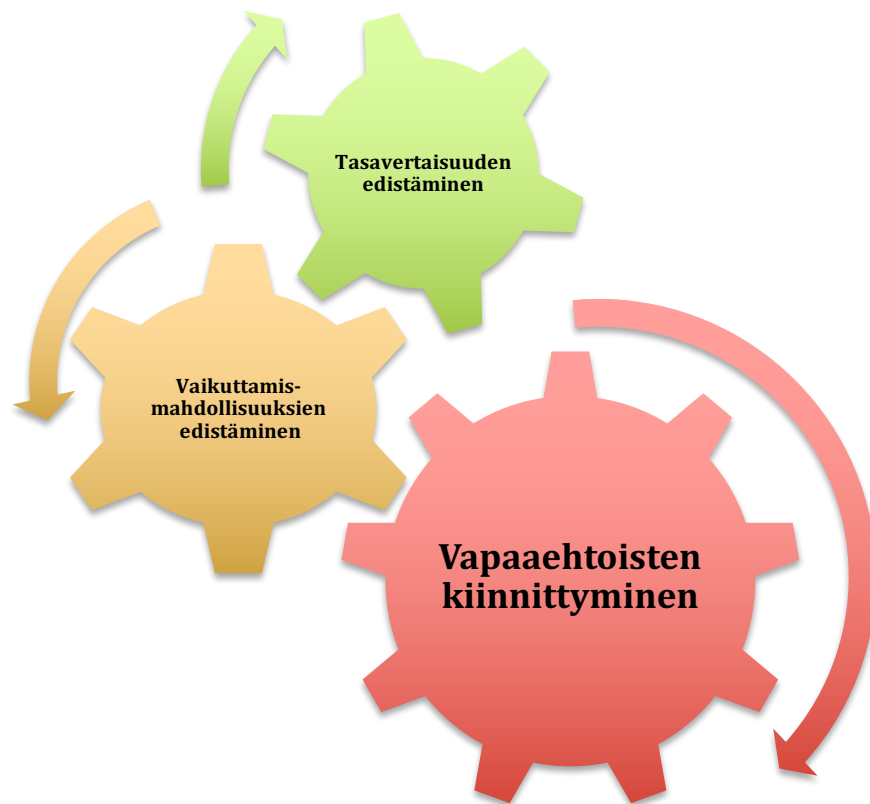 Tasavertaisuuden
edistäminen
Vaikuttamis-
mahdollisuuksien
edistäminen
Vapaaehtoisten
kiinnittyminen